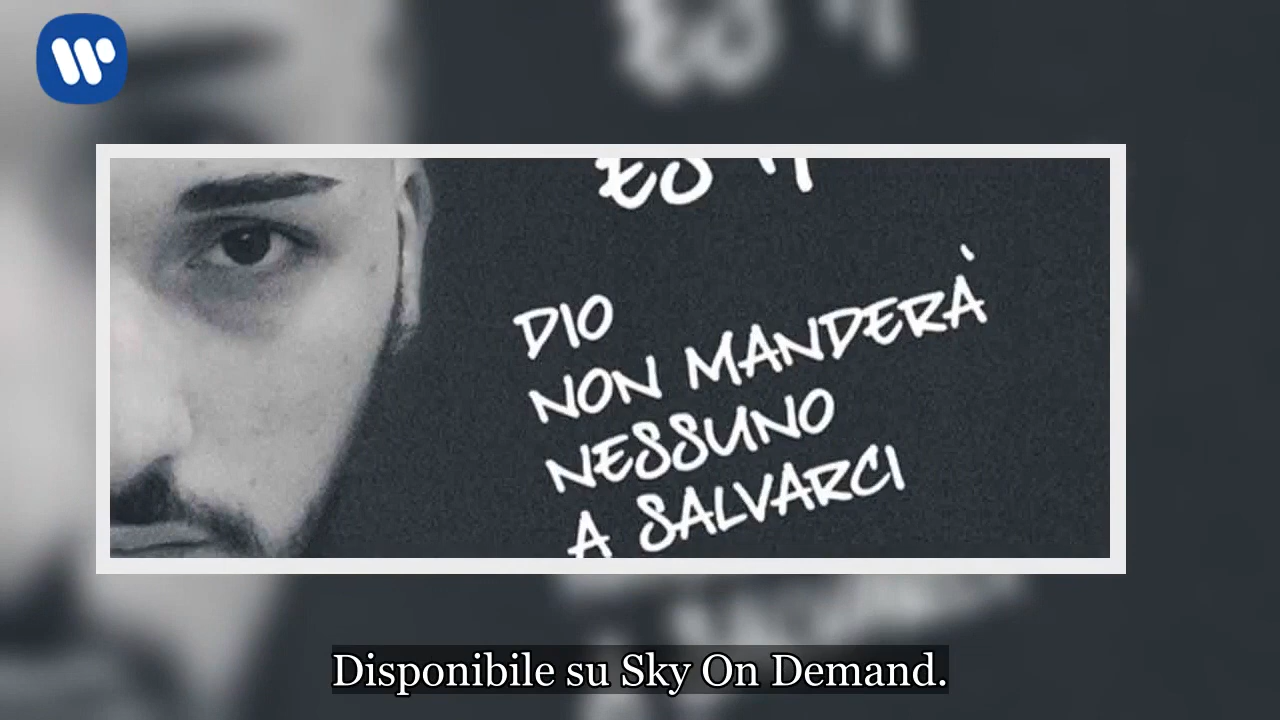 DIO
NON MANDERÀ
NESSUNO
A SALVARCI
Disponibile su Sky On Demand.